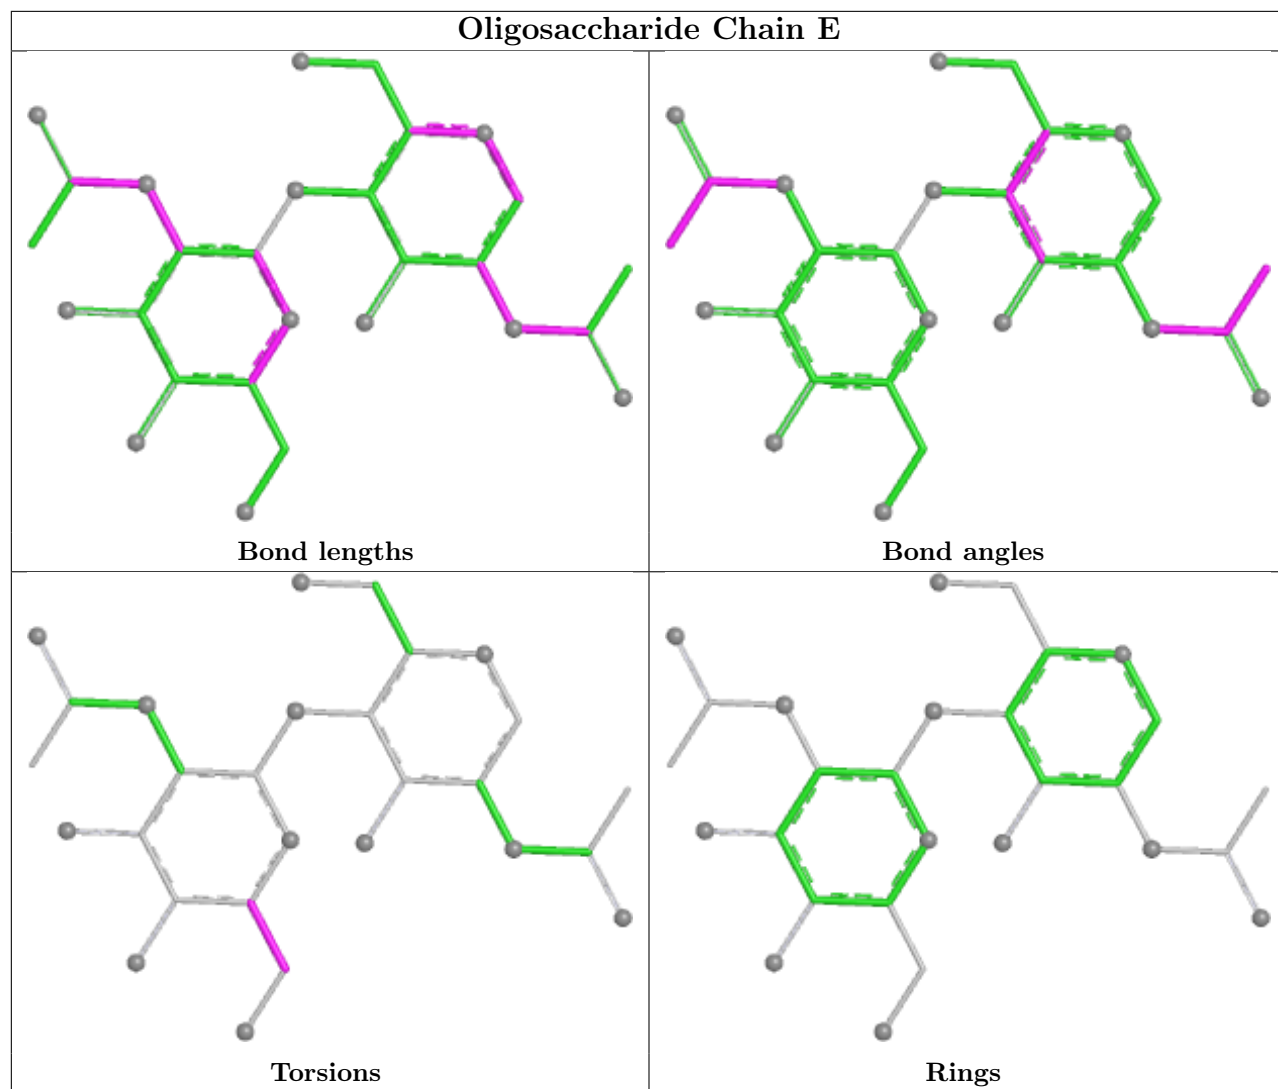 Oligosaccharide Chain E
Bond lengths
Bond angles
Torsions
Rings